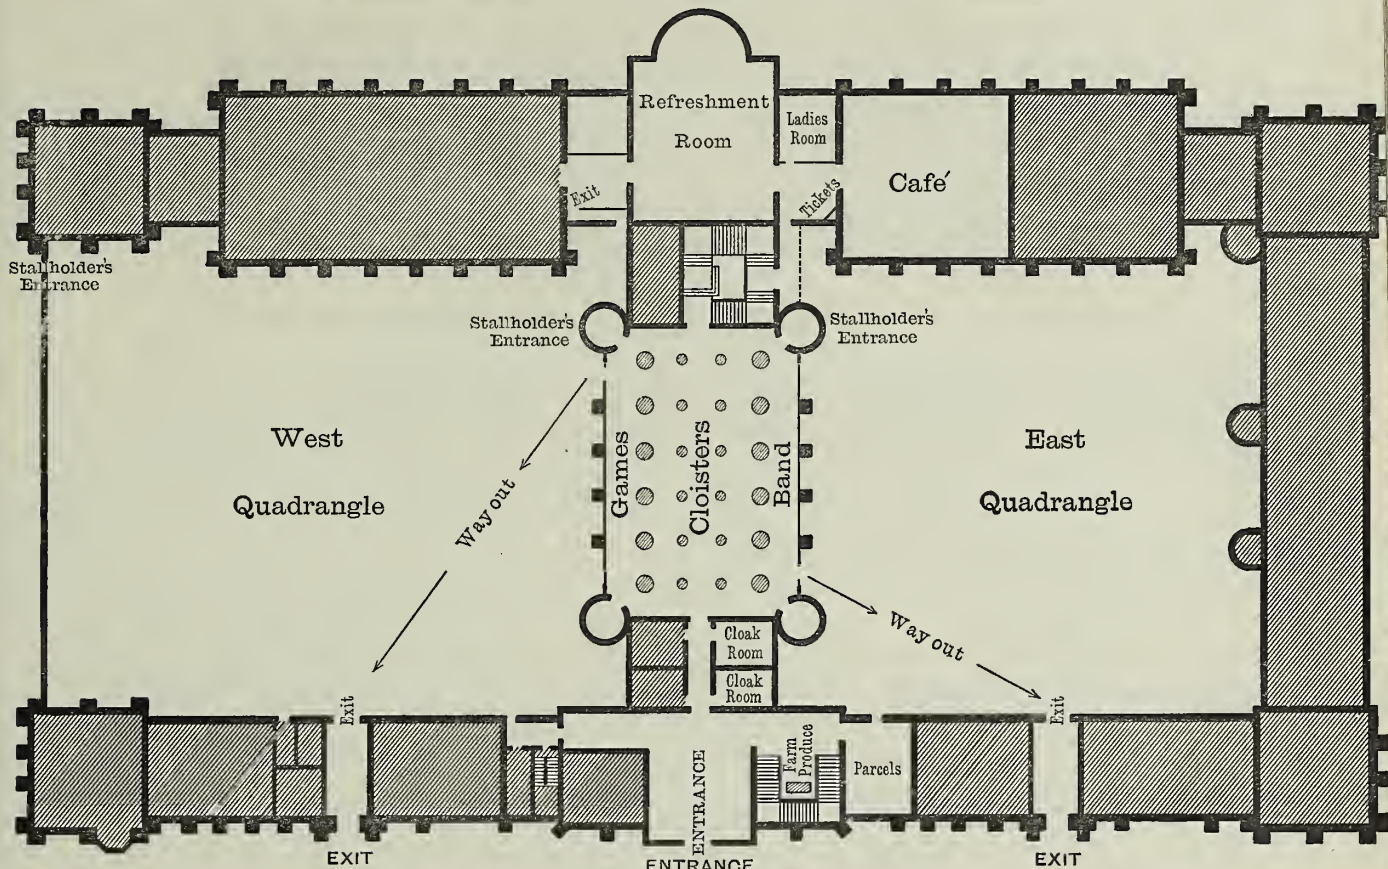 Refreshment
Room
Ladies
Room
Café
Exit
Tickets
Stallholder's
Entrance
Stallholder's
Entrance
Stallholder's
Entrance
West
Quadrangle
Games
Cloisters
Band
East
Quadrangle
Way out
Way out
Cloak
Room
Cloak
Room
Exit
Exit
ENTRANCE
Farm
Produce
Parcels
EXIT
ENTRANCE
EXIT